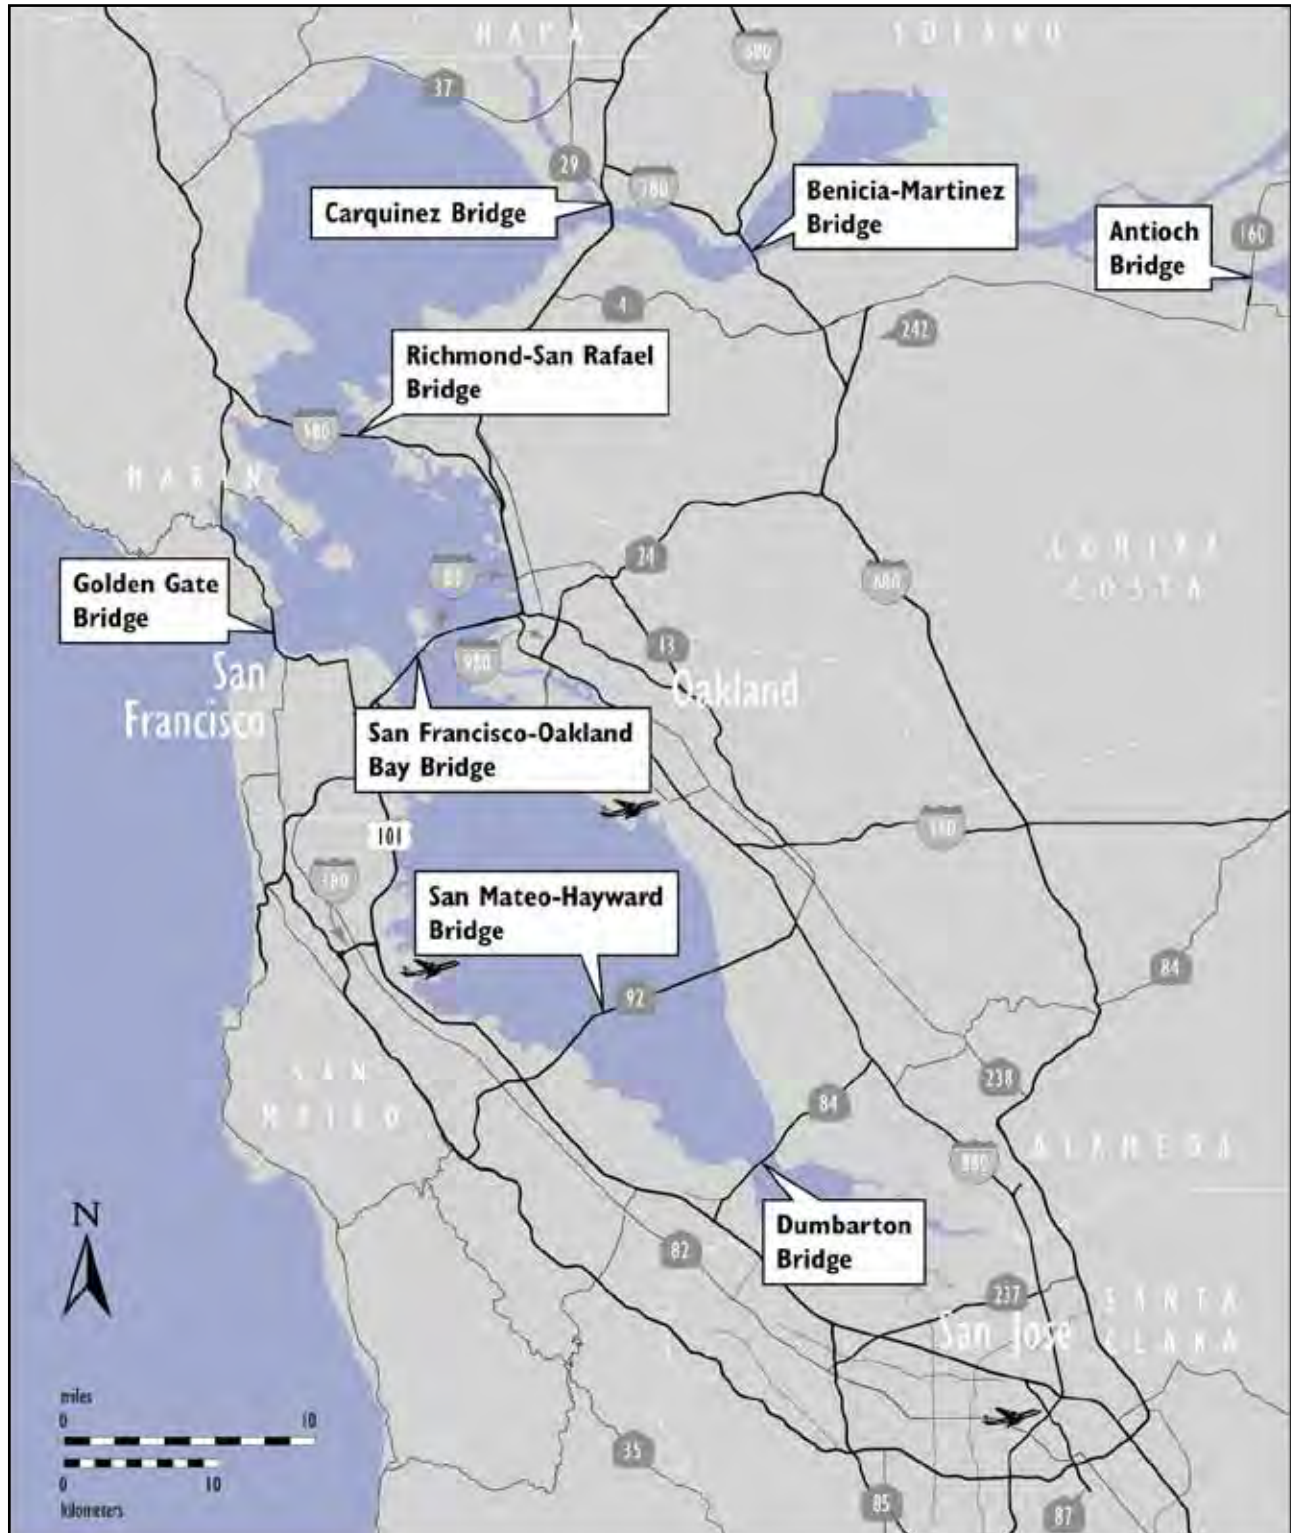 NAPA
SOLANO
680
37
29
780
Carquinez Bridge
Benicia-Martinez
Bridge
Antioch
Bridge
160
4
242
Richmond-San Rafael
Bridge
580
MARIN
24
CONTRA
COSTA
80
680
Golden Gate
Bridge
13
980
San
Francisco
Oakland
San Francisco-Oakland
Bay Bridge
101
580
380
San Mateo-Hayward
Bridge
92
84
238
SAN
MATEO
84
880
ALAMEDA
N
Dumbarton
Bridge
82
237
San Jose
SANTA
CLARA
miles
0 10
0 10
kilometers
35
85
87